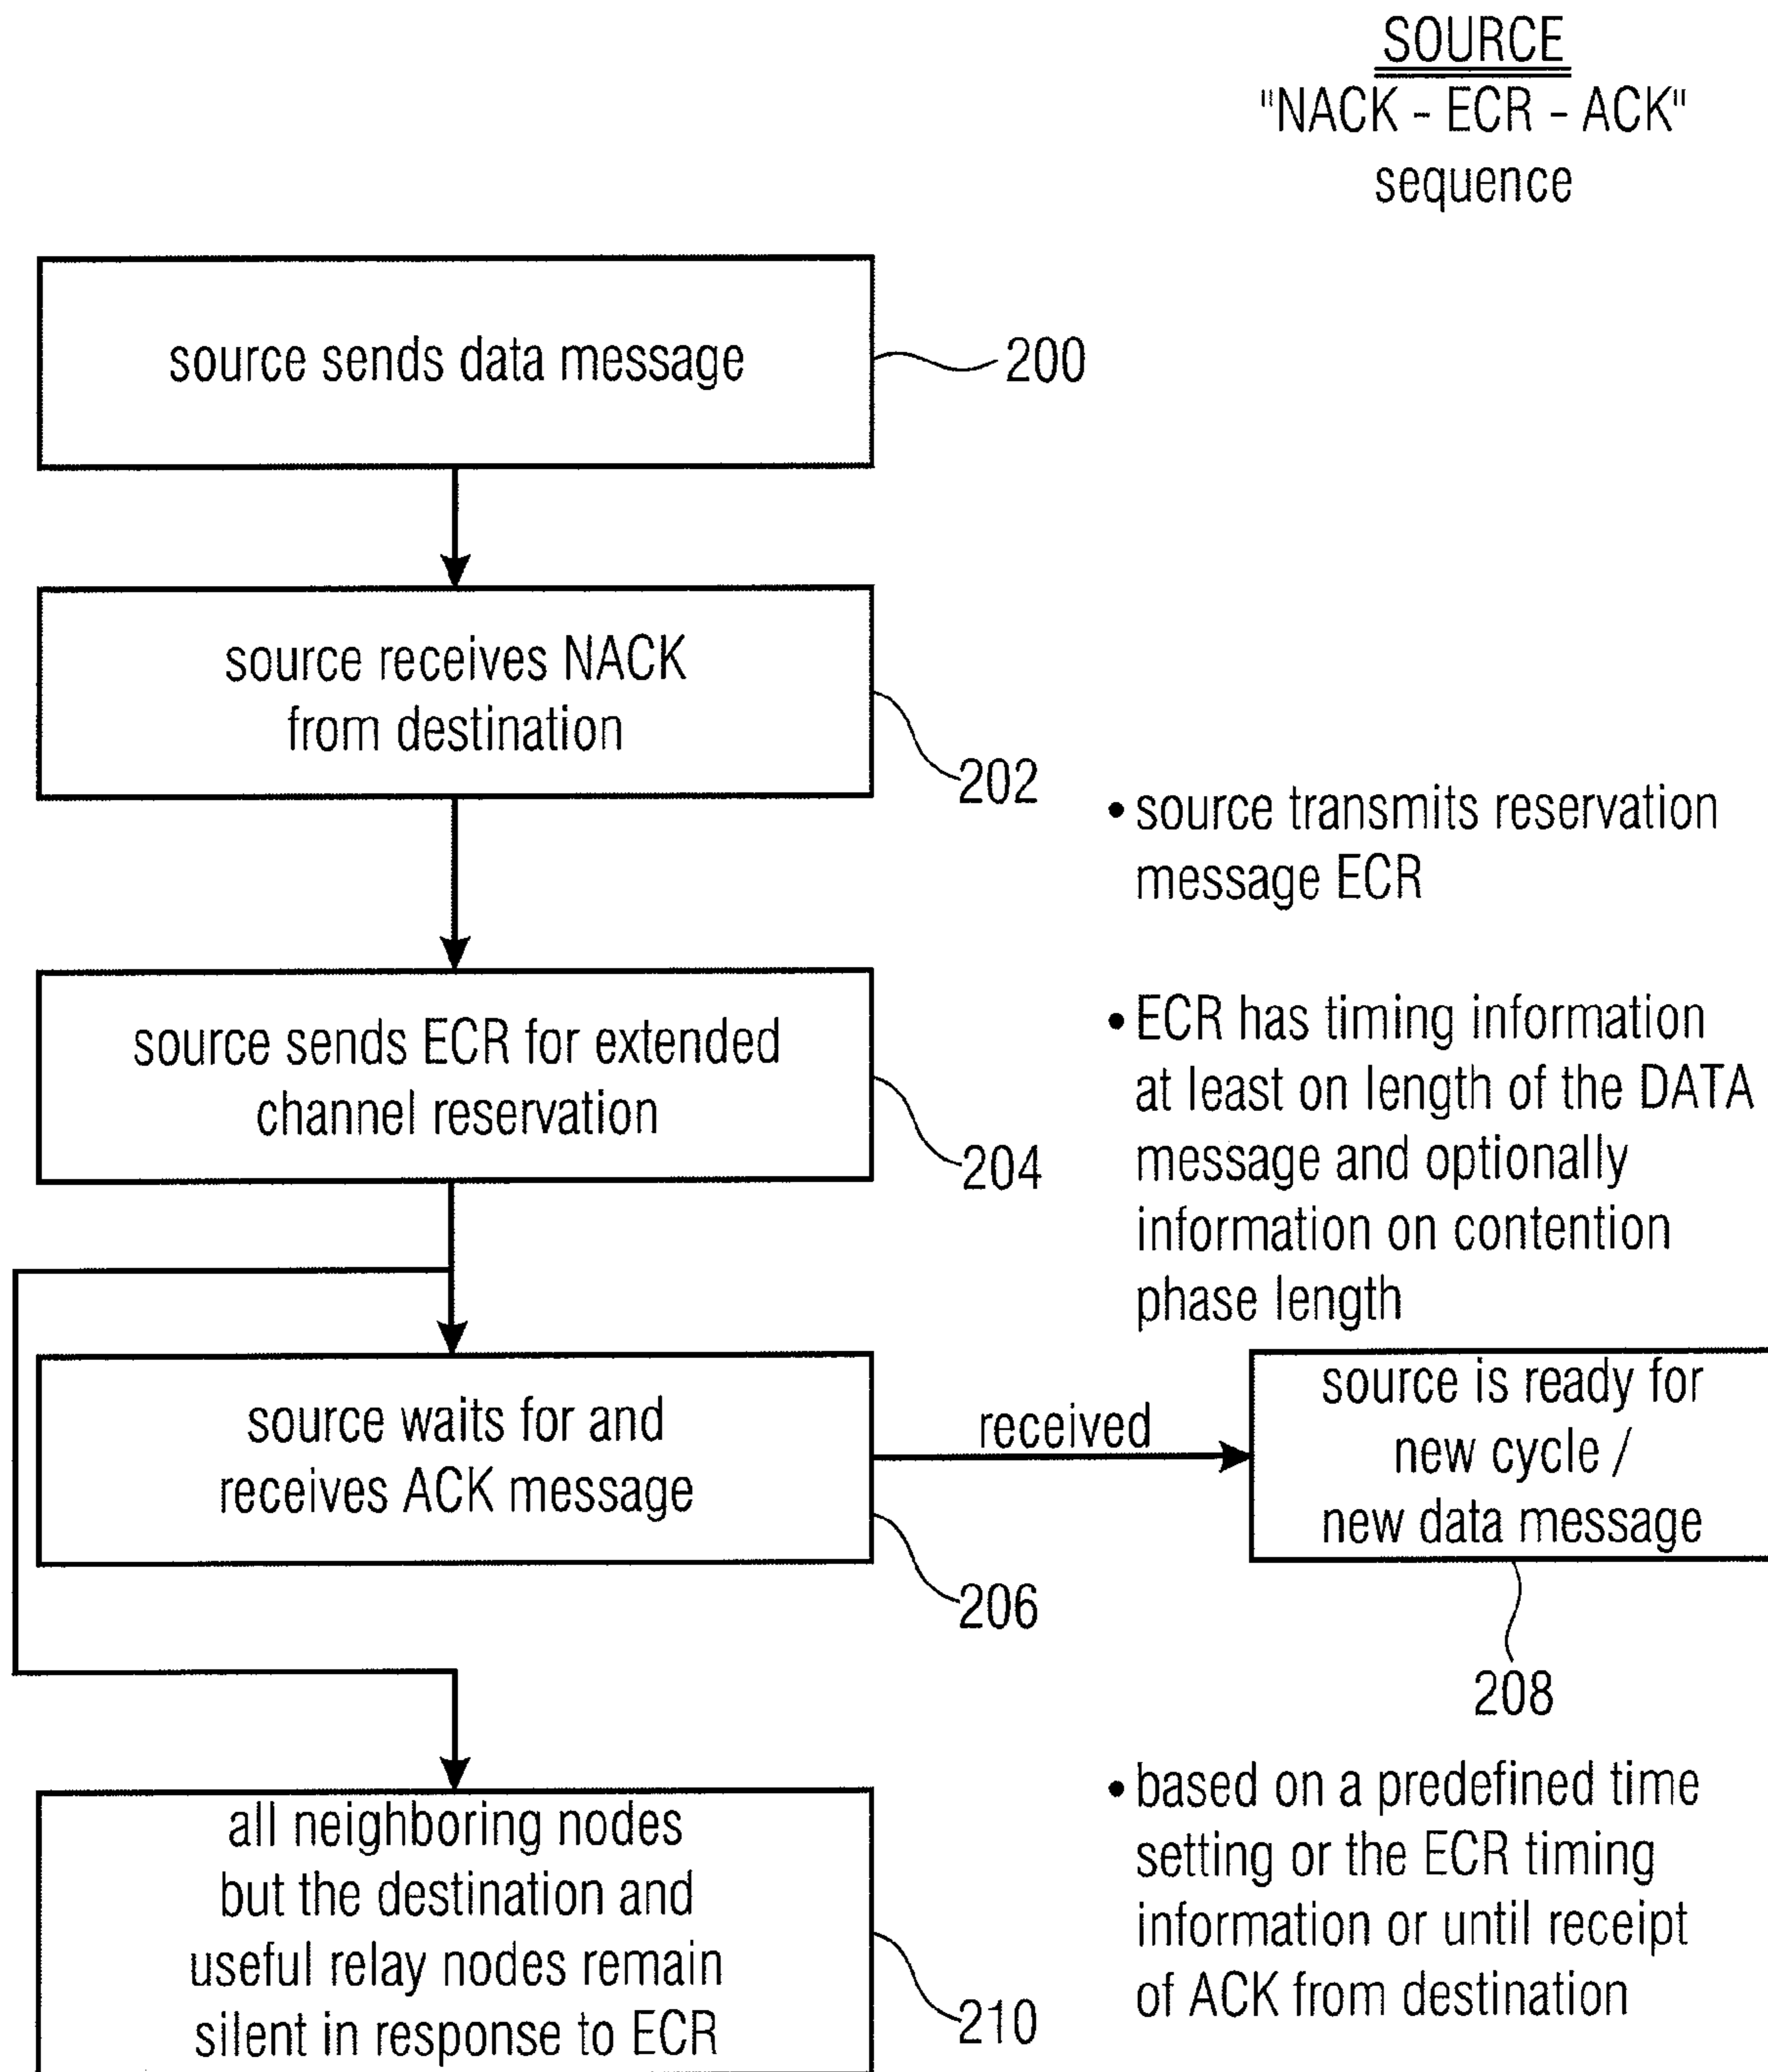 SOURCE
"NACK - ECR - ACK"
sequence
source sends data message
200
source receives NACK
from destination
202
• source transmits reservation
message ECR
source sends ECR for extended
channel reservation
204
• ECR has timing information
at least on length of the DATA
message and optionally
information on contention
phase length
source waits for and
receives ACK message
206
received
source is ready for
new cycle /
new data message
208
all neighboring nodes
but the destination and
useful relay nodes remain
silent in response to ECR
210
• based on a predefined time
setting or the ECR timing
information or until receipt
of ACK from destination